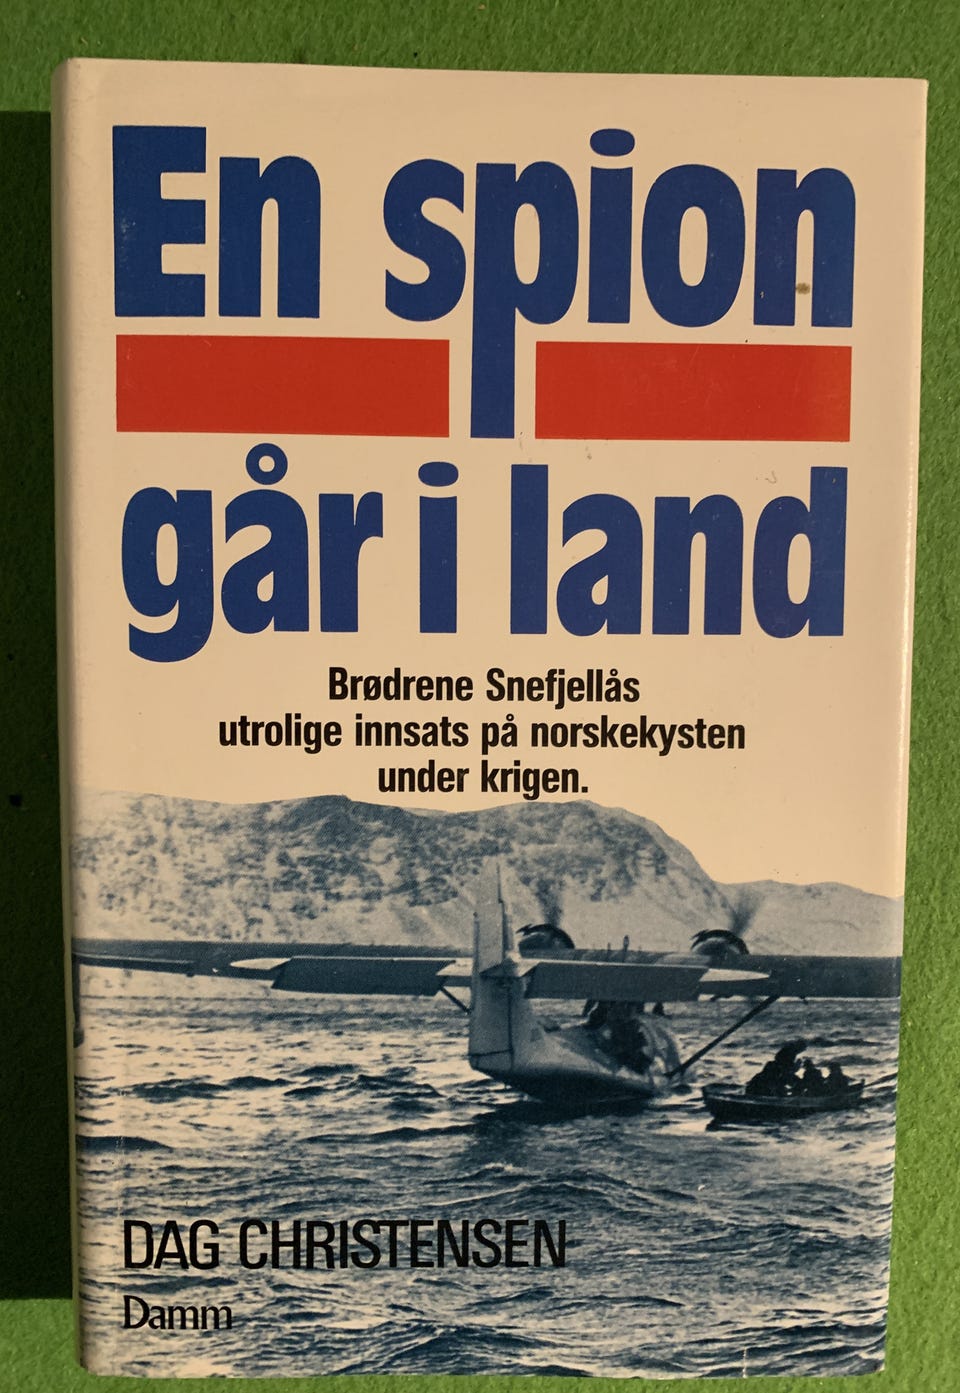 En spion
går i land
Brødrene Snefjellås
utrolige innsats på norskekysten
under krigen.
DAG CHRISTENSEN
Damm